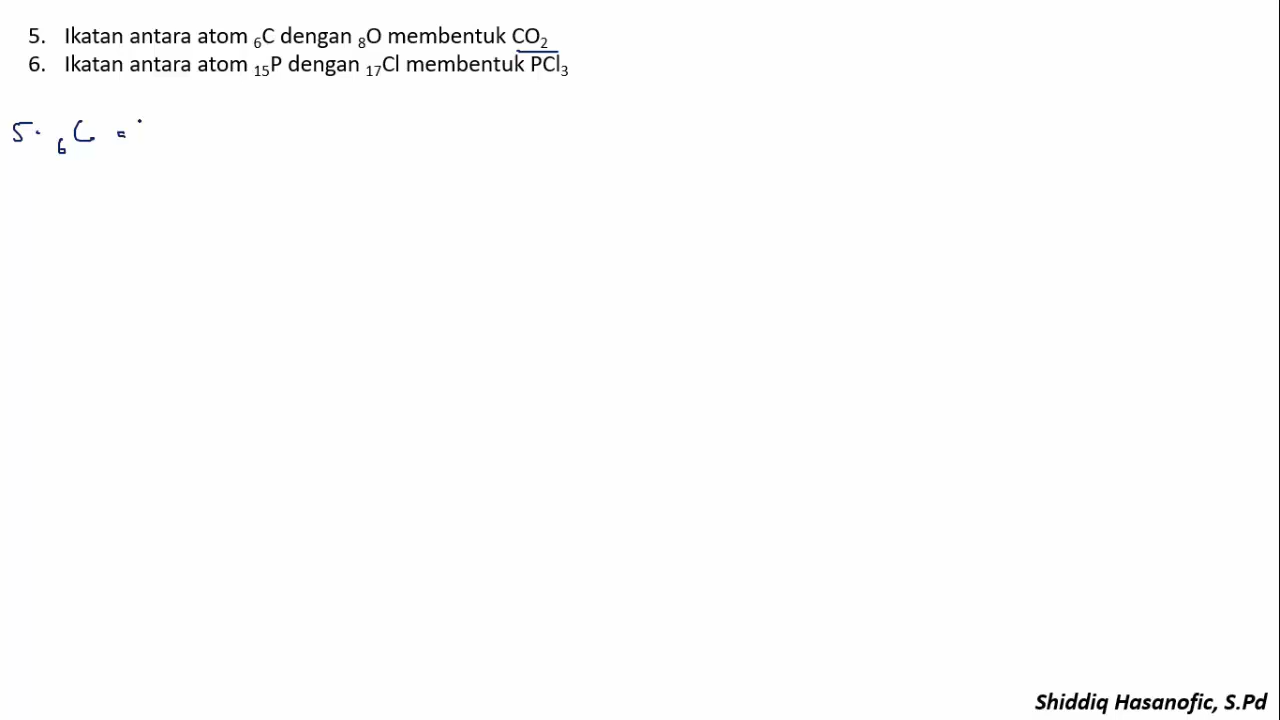 5. Ikatan antara atom ₆C dengan ₈O membentuk CO₂
6. Ikatan antara atom ₁₅P dengan ₁₇Cl membentuk PCl₃
5. ₆C =
Shiddiq Hasanofic, S.Pd